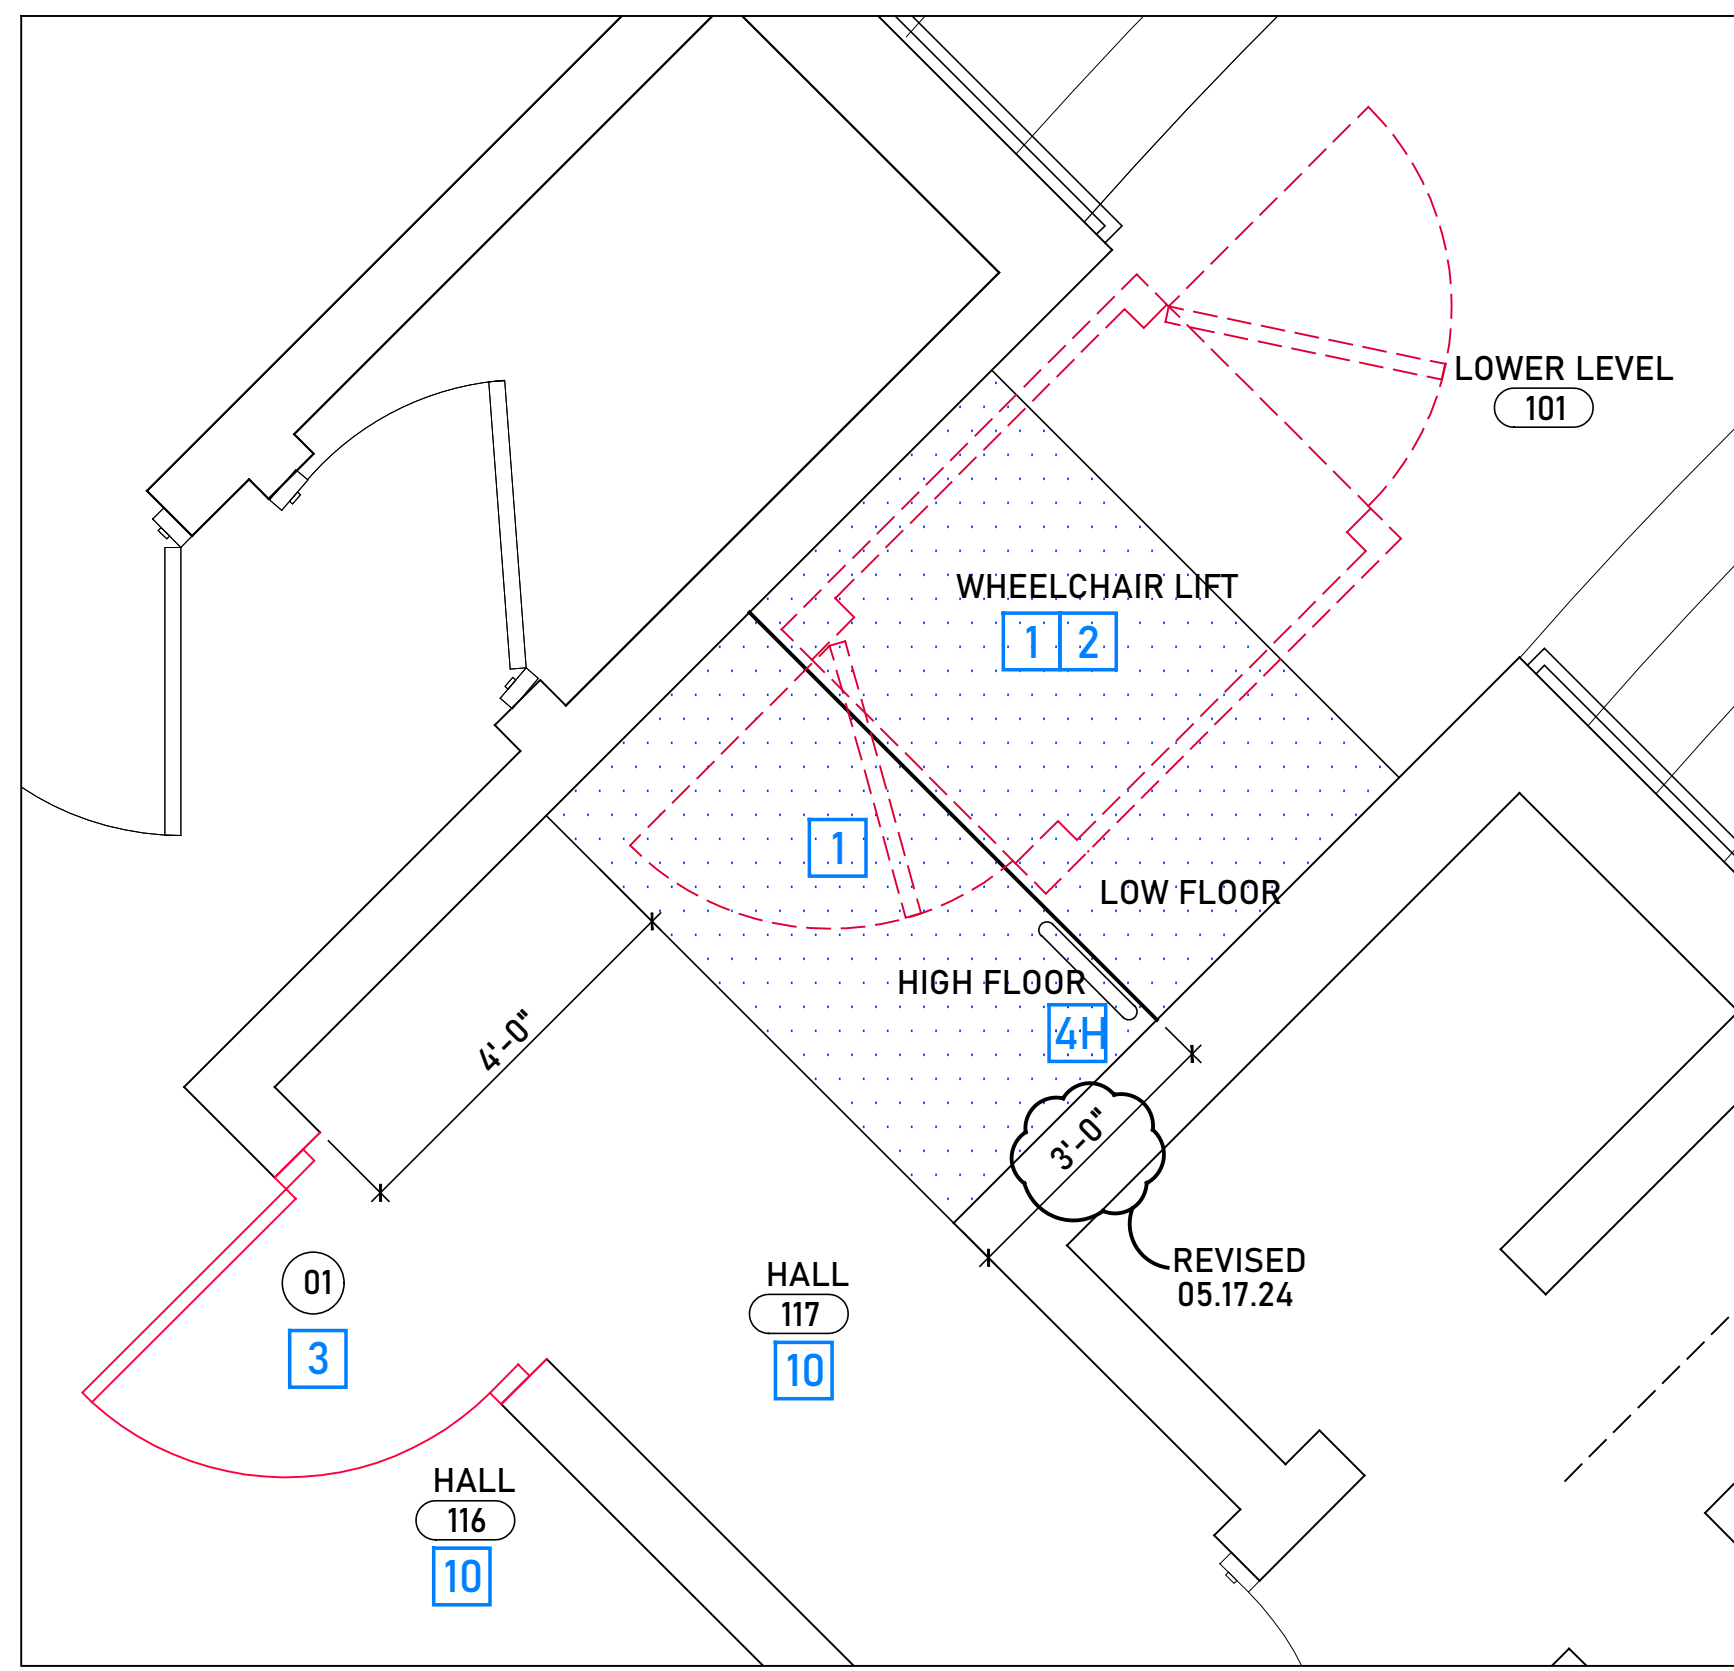 LOWER LEVEL
101
WHEELCHAIR LIFT
1 2
1
LOW FLOOR
HIGH FLOOR
4H
4'-0"
3'-0"
REVISED
05.17.24
01
3
HALL
117
10
HALL
116
10